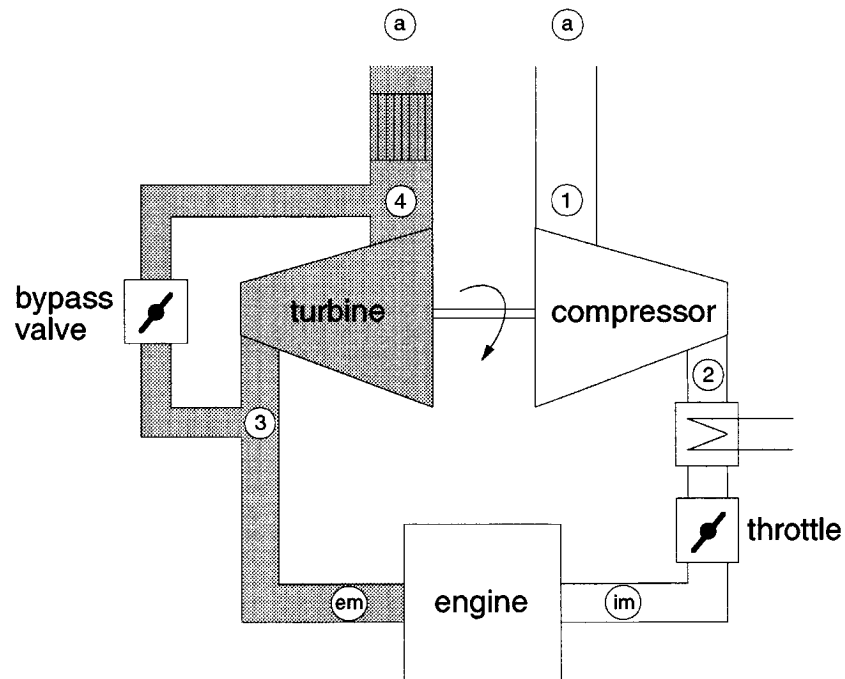 a
a
4
1
bypass
valve
turbine
compressor
2
3
throttle
em
engine
im